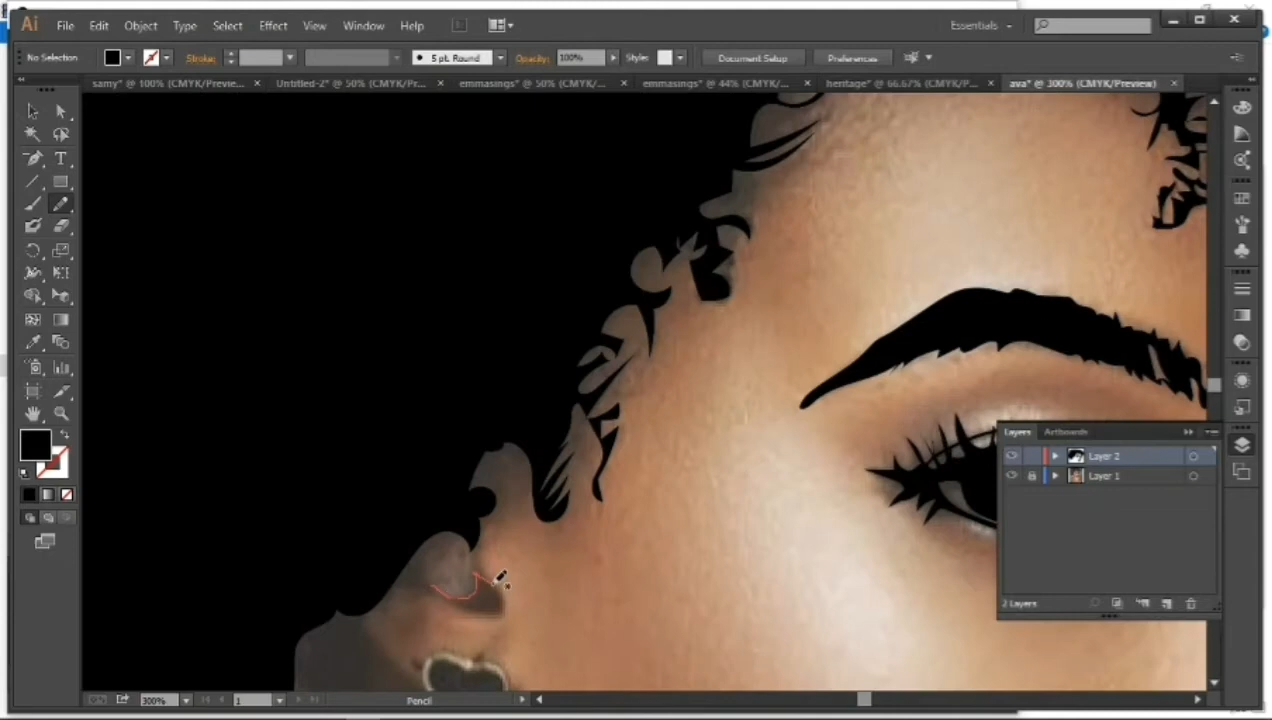 Ai File Edit Object Type Select Effect View Window Help Essentials
No Selection Stroke: 5 pt. Round Opacity: 100% Styles: Document Setup Preferences
samy* @ 100% (CMYK/Previe... × Untitled-2* @ 50% (CMYK/Pr... × emmasings* @ 50% (CMYK/... × emmasings* @ 44% (CMYK/... × heritage* @ 66.67% (CMYK/P... × ava* @ 300% (CMYK/Preview) ×
Layers Artboards
Layer 2
Layer 1
2 Layers
300% 1 Pencil